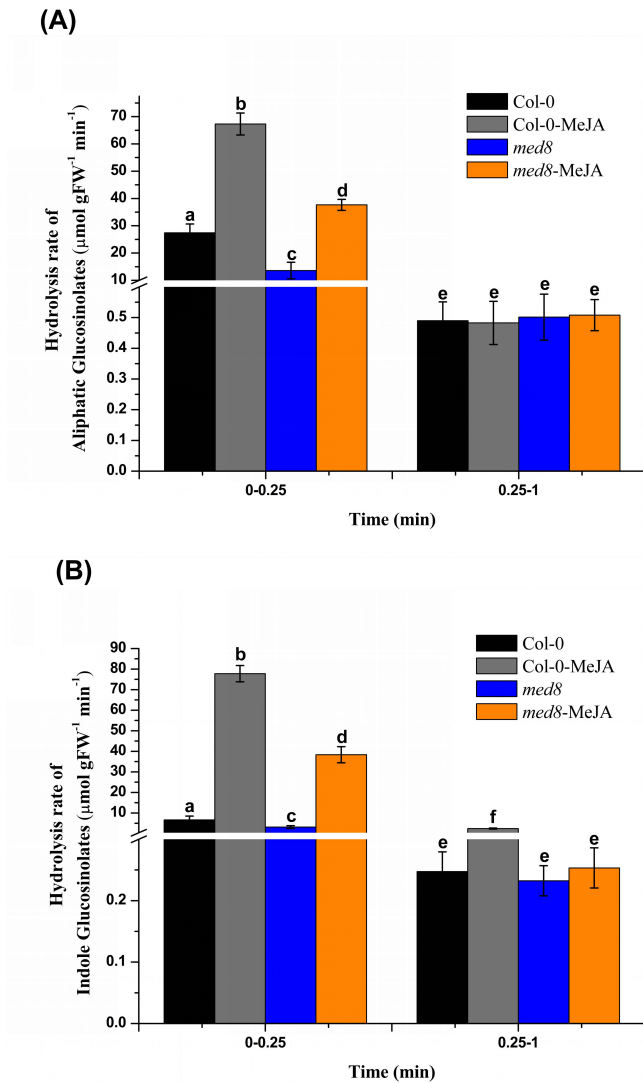 (A)
Hydrolysis rate of
Aliphatic Glucosinolates (μmol gFW⁻¹ min⁻¹)
70
60
50
40
30
20
10
0.5
0.4
0.3
0.2
0.1
0.0
a
b
c
d
e
e
e
e
Col-0
Col-0-MeJA
med8
med8-MeJA
0-0.25
0.25-1
Time (min)
(B)
Hydrolysis rate of
Indole Glucosinolates (μmol gFW⁻¹ min⁻¹)
90
80
70
60
50
40
30
20
10
0.2
0.1
0.0
a
b
c
d
e
f
e
e
Col-0
Col-0-MeJA
med8
med8-MeJA
0-0.25
0.25-1
Time (min)